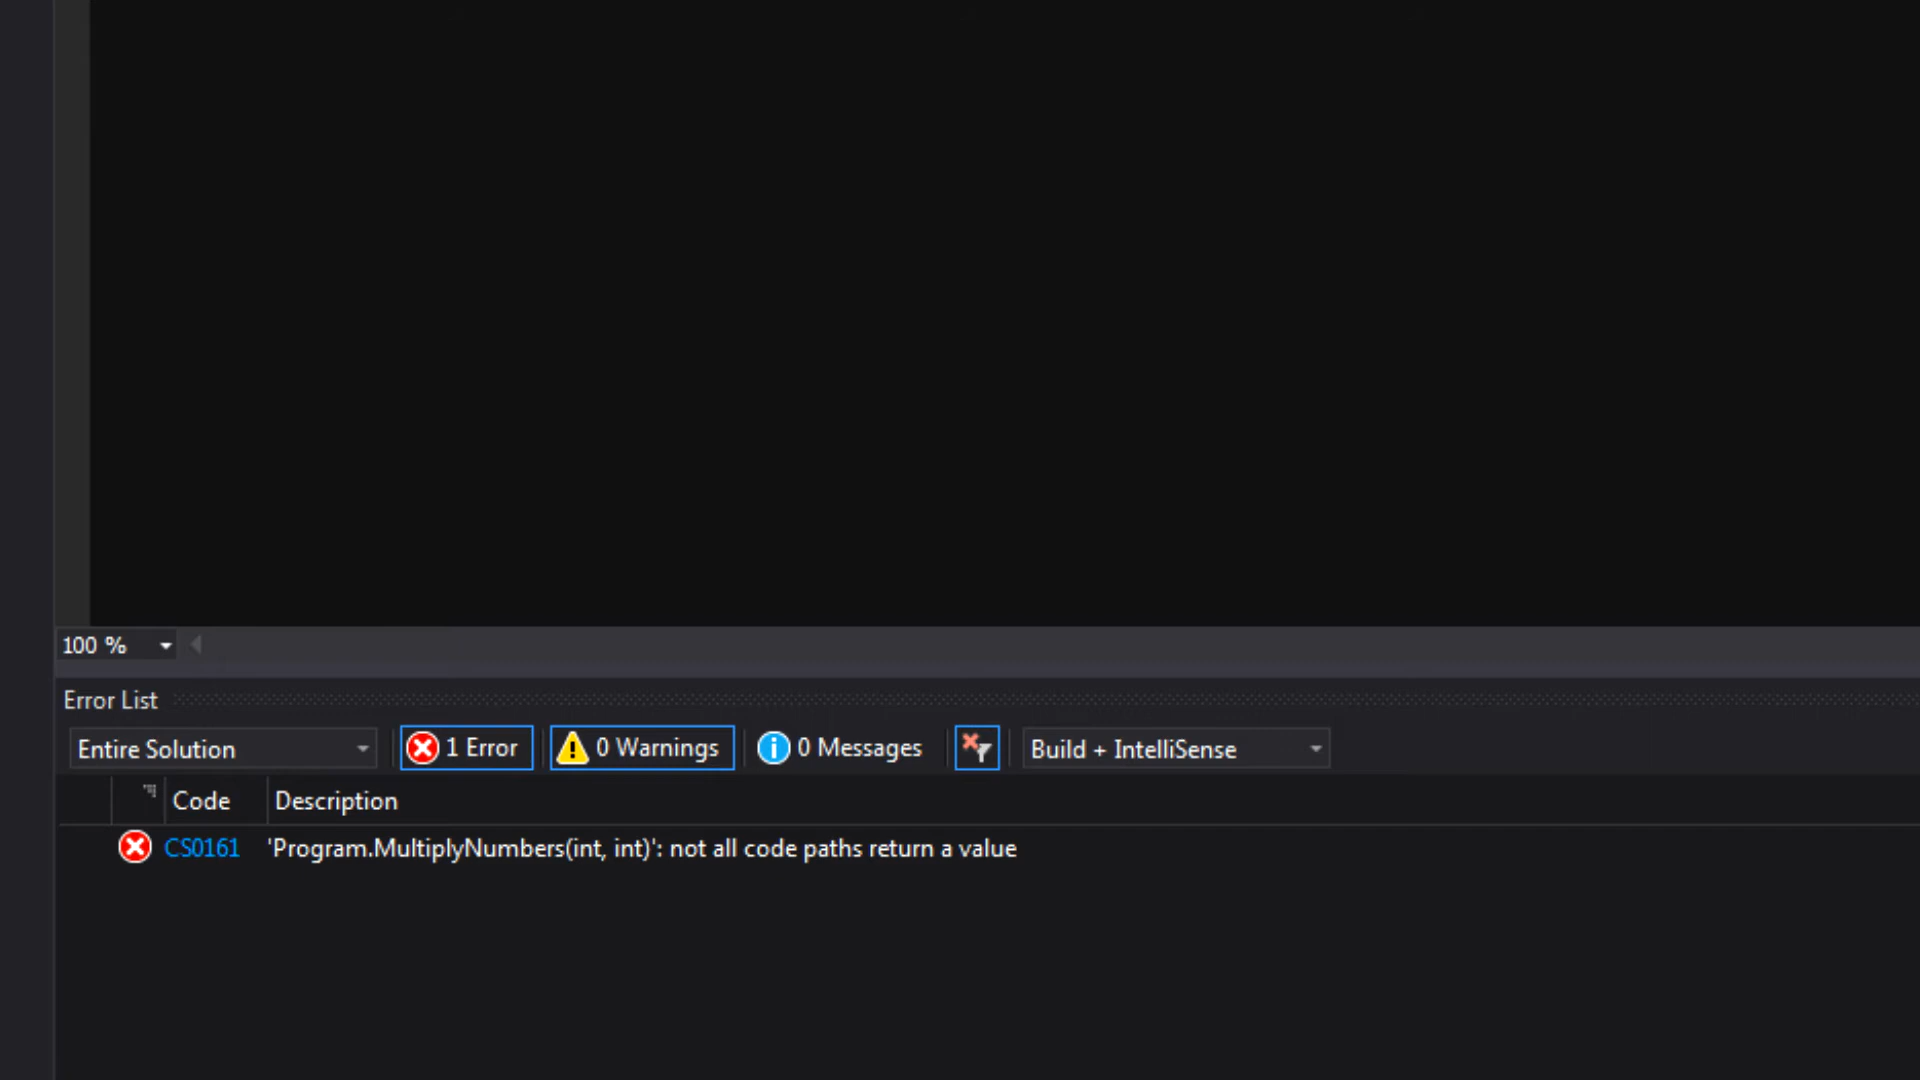 100 %
Error List
Entire Solution 1 Error 0 Warnings 0 Messages Build + IntelliSense
Code Description
CS0161 'Program.MultiplyNumbers(int, int)': not all code paths return a value